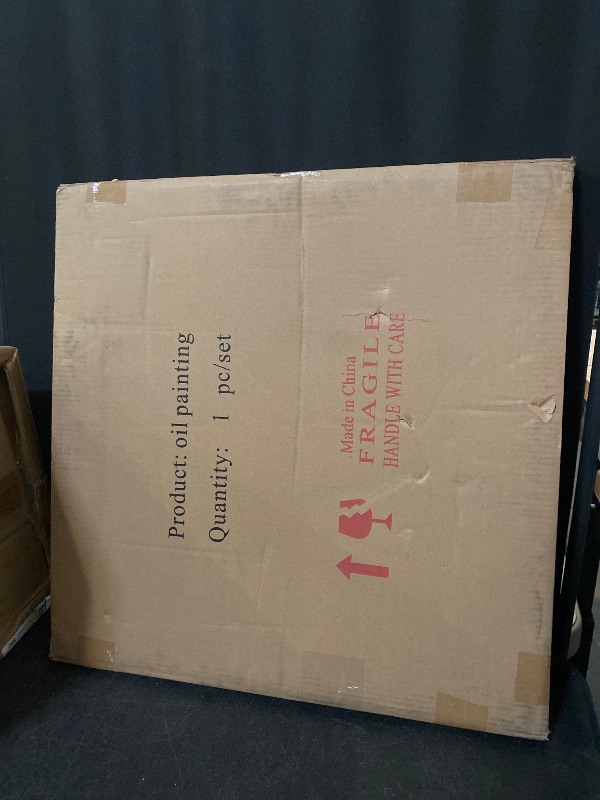 Product: oil painting
Quantity: 1 pc/set
Made in China
FRAGILE
HANDLE WITH CARE